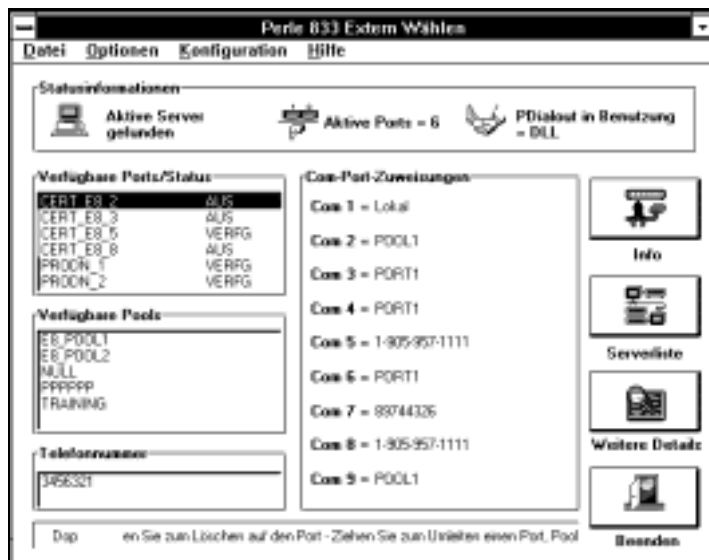 Perle 833 Extern Wählen
Datei Optionen Konfiguration Hilfe
Statusinformationen
Aktive Server gefunden
Aktive Ports = 6
PDialout in Benutzung = DLL
Verfügbare Ports/Status
CERT_E8_2 AUS
CERT_E8_3 AUS
CERT_E8_5 VERFG
CERT_E8_8 AUS
PRODN_1 VERFG
PRODN_2 VERFG
Verfügbare Pools
E8_POOL1
E8_POOL2
NULL
PPPPPP
TRAINING
Telefonnummer
3456321
Com-Port-Zuweisungen
Com 1 = Lokal
Com 2 = POOL1
Com 3 = PORT1
Com 4 = PORT1
Com 5 = 1-905-957-1111
Com 6 = PORT1
Com 7 = 89744326
Com 8 = 1-905-957-1111
Com 9 = POOL1
Info
Serverliste
Weitere Details
Beenden
Dop en Sie zum Löschen auf den Port - Ziehen Sie zum Umleiten einen Port, Pool